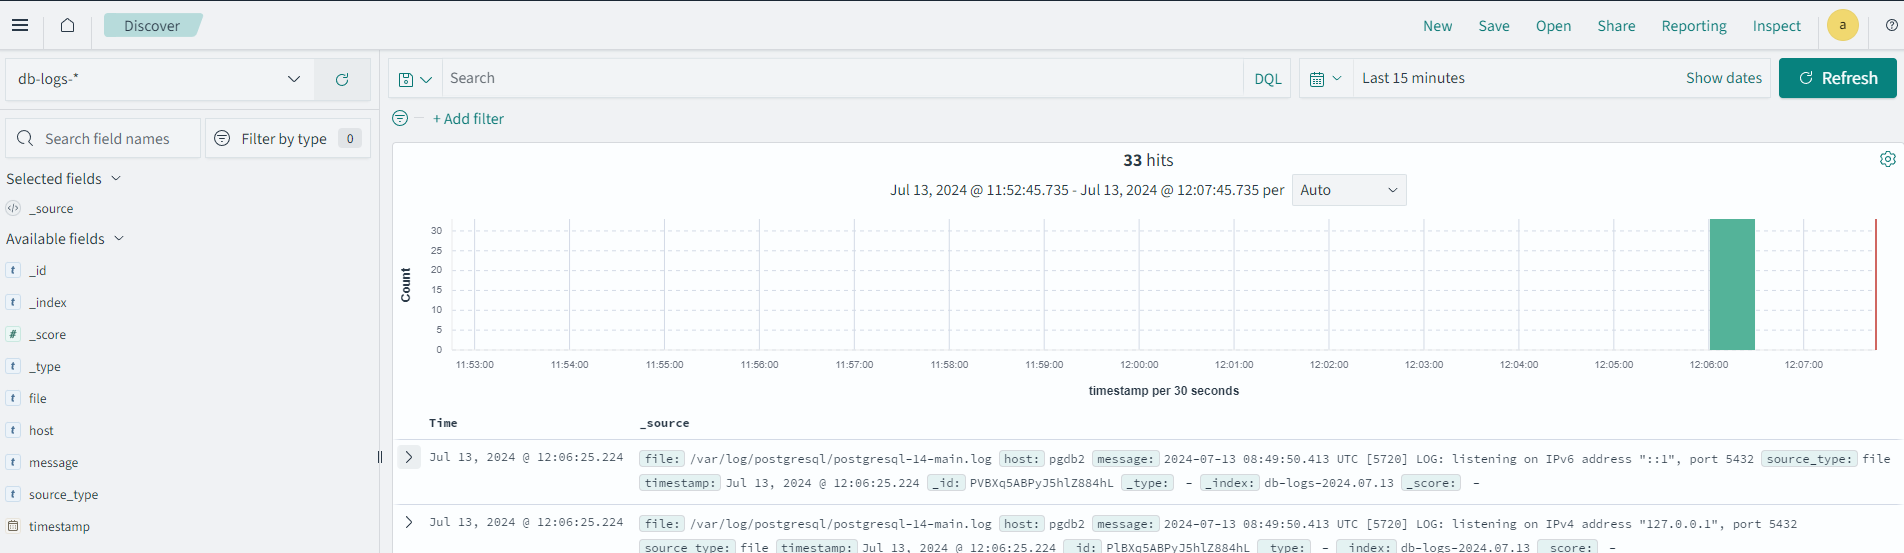 Discover
New Save Open Share Reporting Inspect a
db-logs-*
Search DQL Last 15 minutes Show dates Refresh
+ Add filter
Search field names Filter by type 0
Selected fields
_source
Available fields
t _id
t _index
# _score
t _type
t file
t host
t message
t source_type
timestamp
33 hits
Jul 13, 2024 @ 11:52:45.735 - Jul 13, 2024 @ 12:07:45.735 per Auto
Count
30
25
20
15
10
5
0
11:53:00 11:54:00 11:55:00 11:56:00 11:57:00 11:58:00 11:59:00 12:00:00 12:01:00 12:02:00 12:03:00 12:04:00 12:05:00 12:06:00 12:07:00
timestamp per 30 seconds
Time _source
Jul 13, 2024 @ 12:06:25.224 file: /var/log/postgresql/postgresql-14-main.log host: pgdb2 message: 2024-07-13 08:49:50.413 UTC [5720] LOG: listening on IPv6 address "::1", port 5432 source_type: file
timestamp: Jul 13, 2024 @ 12:06:25.224 _id: PVBXq5ABPyJ5hlZ884hL _type: - _index: db-logs-2024.07.13 _score: -
Jul 13, 2024 @ 12:06:25.224 file: /var/log/postgresql/postgresql-14-main.log host: pgdb2 message: 2024-07-13 08:49:50.413 UTC [5720] LOG: listening on IPv4 address "127.0.0.1", port 5432
source_type: file timestamp: Jul 13, 2024 @ 12:06:25.224 _id: PlBXq5ABPyJ5hlZ884hL _type: - _index: db-logs-2024.07.13 _score: -